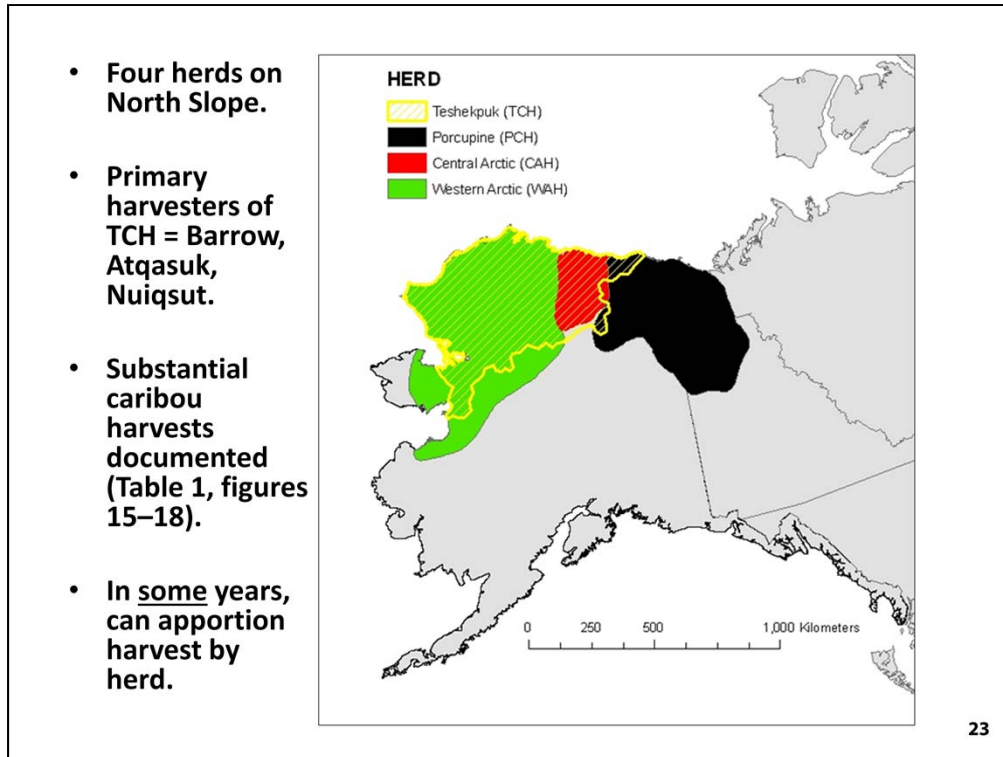 • Four herds on
North Slope.
• Primary
harvesters of
TCH = Barrow,
Atqasuk,
Nuiqsut.
• Substantial
caribou
harvests
documented
(Table 1, figures
15–18).
• In some years,
can apportion
harvest by
herd.
HERD
Teshekpuk (TCH)
Porcupine (PCH)
Central Arctic (CAH)
Western Arctic (WAH)
0 250 500 1,000 Kilometers
23